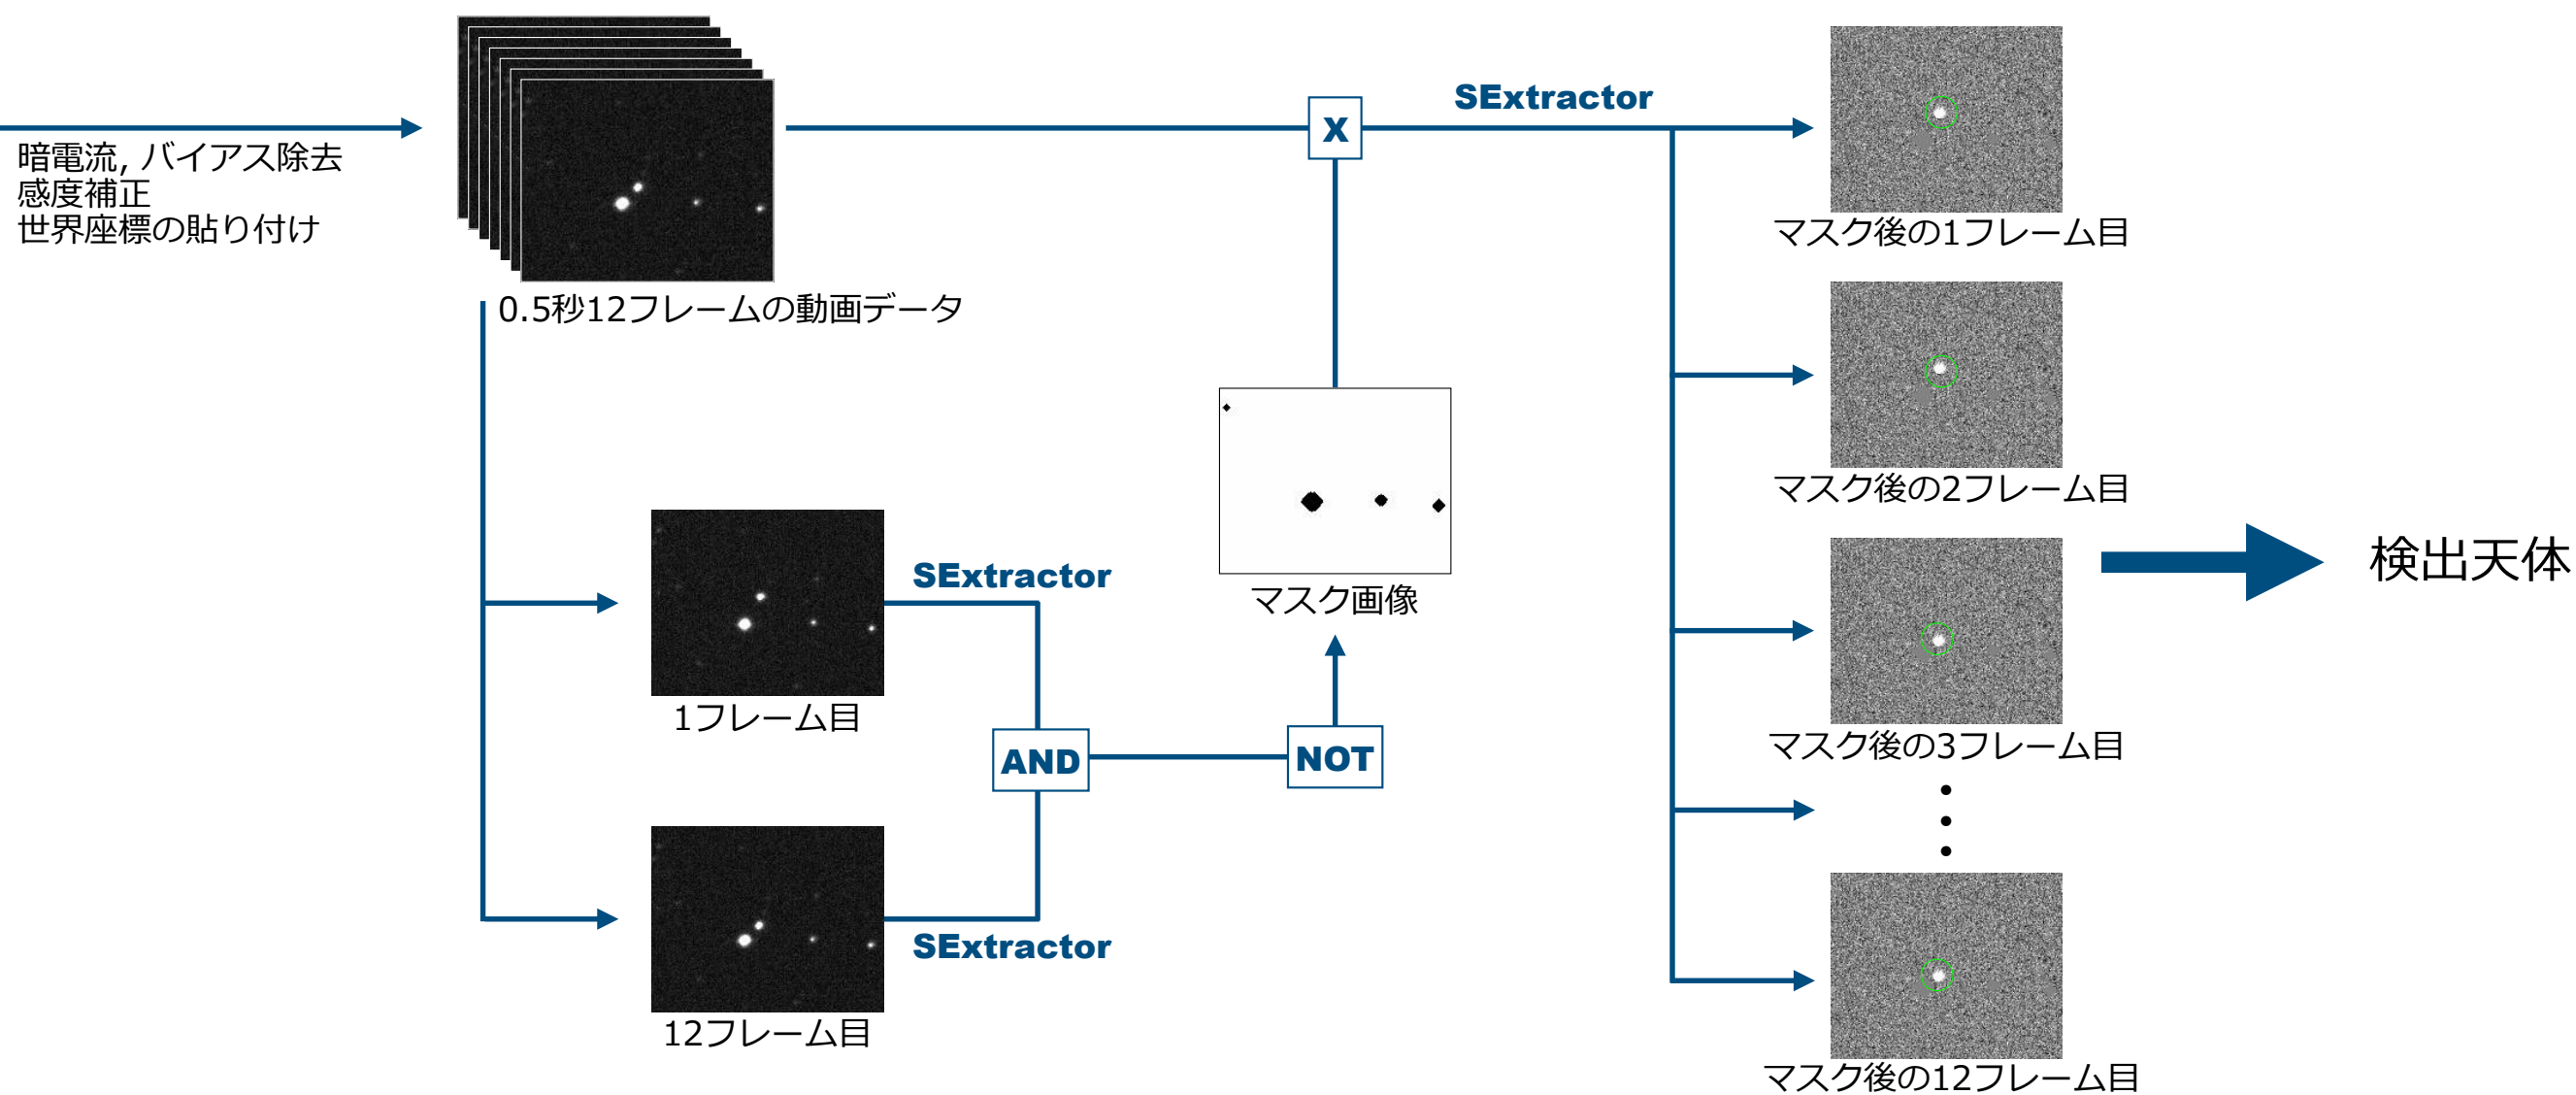 暗電流, バイアス除去
感度補正
世界座標の貼り付け
0.5秒12フレームの動画データ
X
SExtractor
マスク後の1フレーム目
マスク後の2フレーム目
マスク画像
SExtractor
1フレーム目
AND
NOT
SExtractor
12フレーム目
マスク後の3フレーム目
マスク後の12フレーム目
検出天体